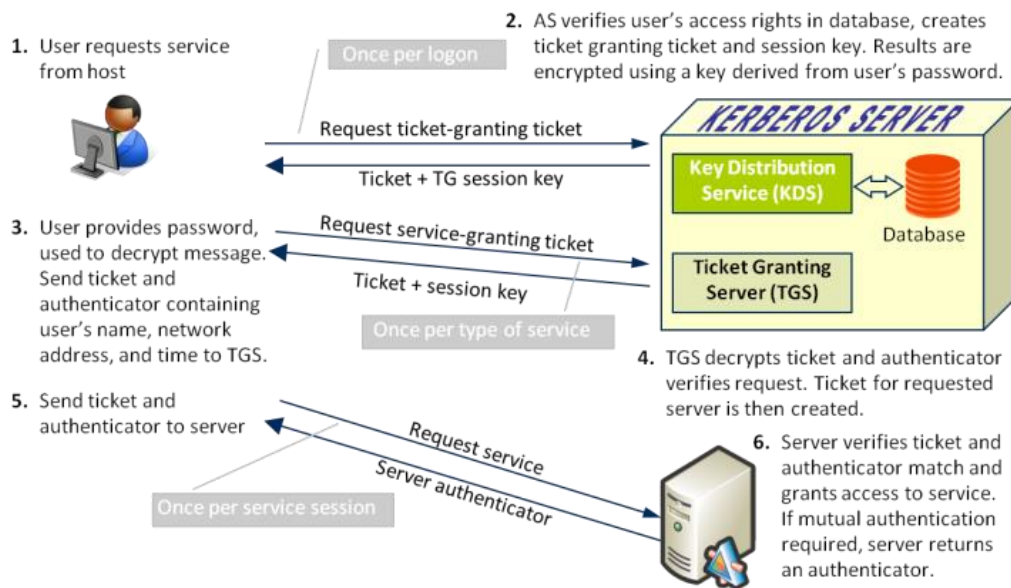 1. User requests service
from host
Once per logon
2. AS verifies user's access rights in database, creates
ticket granting ticket and session key. Results are
encrypted using a key derived from user's password.
Request ticket-granting ticket
Ticket + TG session key
KERBEROS SERVER
Key Distribution
Service (KDS)
Database
3. User provides password,
used to decrypt message.
Send ticket and
authenticator containing
user's name, network
address, and time to TGS.
Request service-granting ticket
Ticket + session key
Once per type of service
Ticket Granting
Server (TGS)
4. TGS decrypts ticket and authenticator
verifies request. Ticket for requested
server is then created.
5. Send ticket and
authenticator to server
Request service
Server authenticator
Once per service session
6. Server verifies ticket and
authenticator match and
grants access to service.
If mutual authentication
required, server returns
an authenticator.